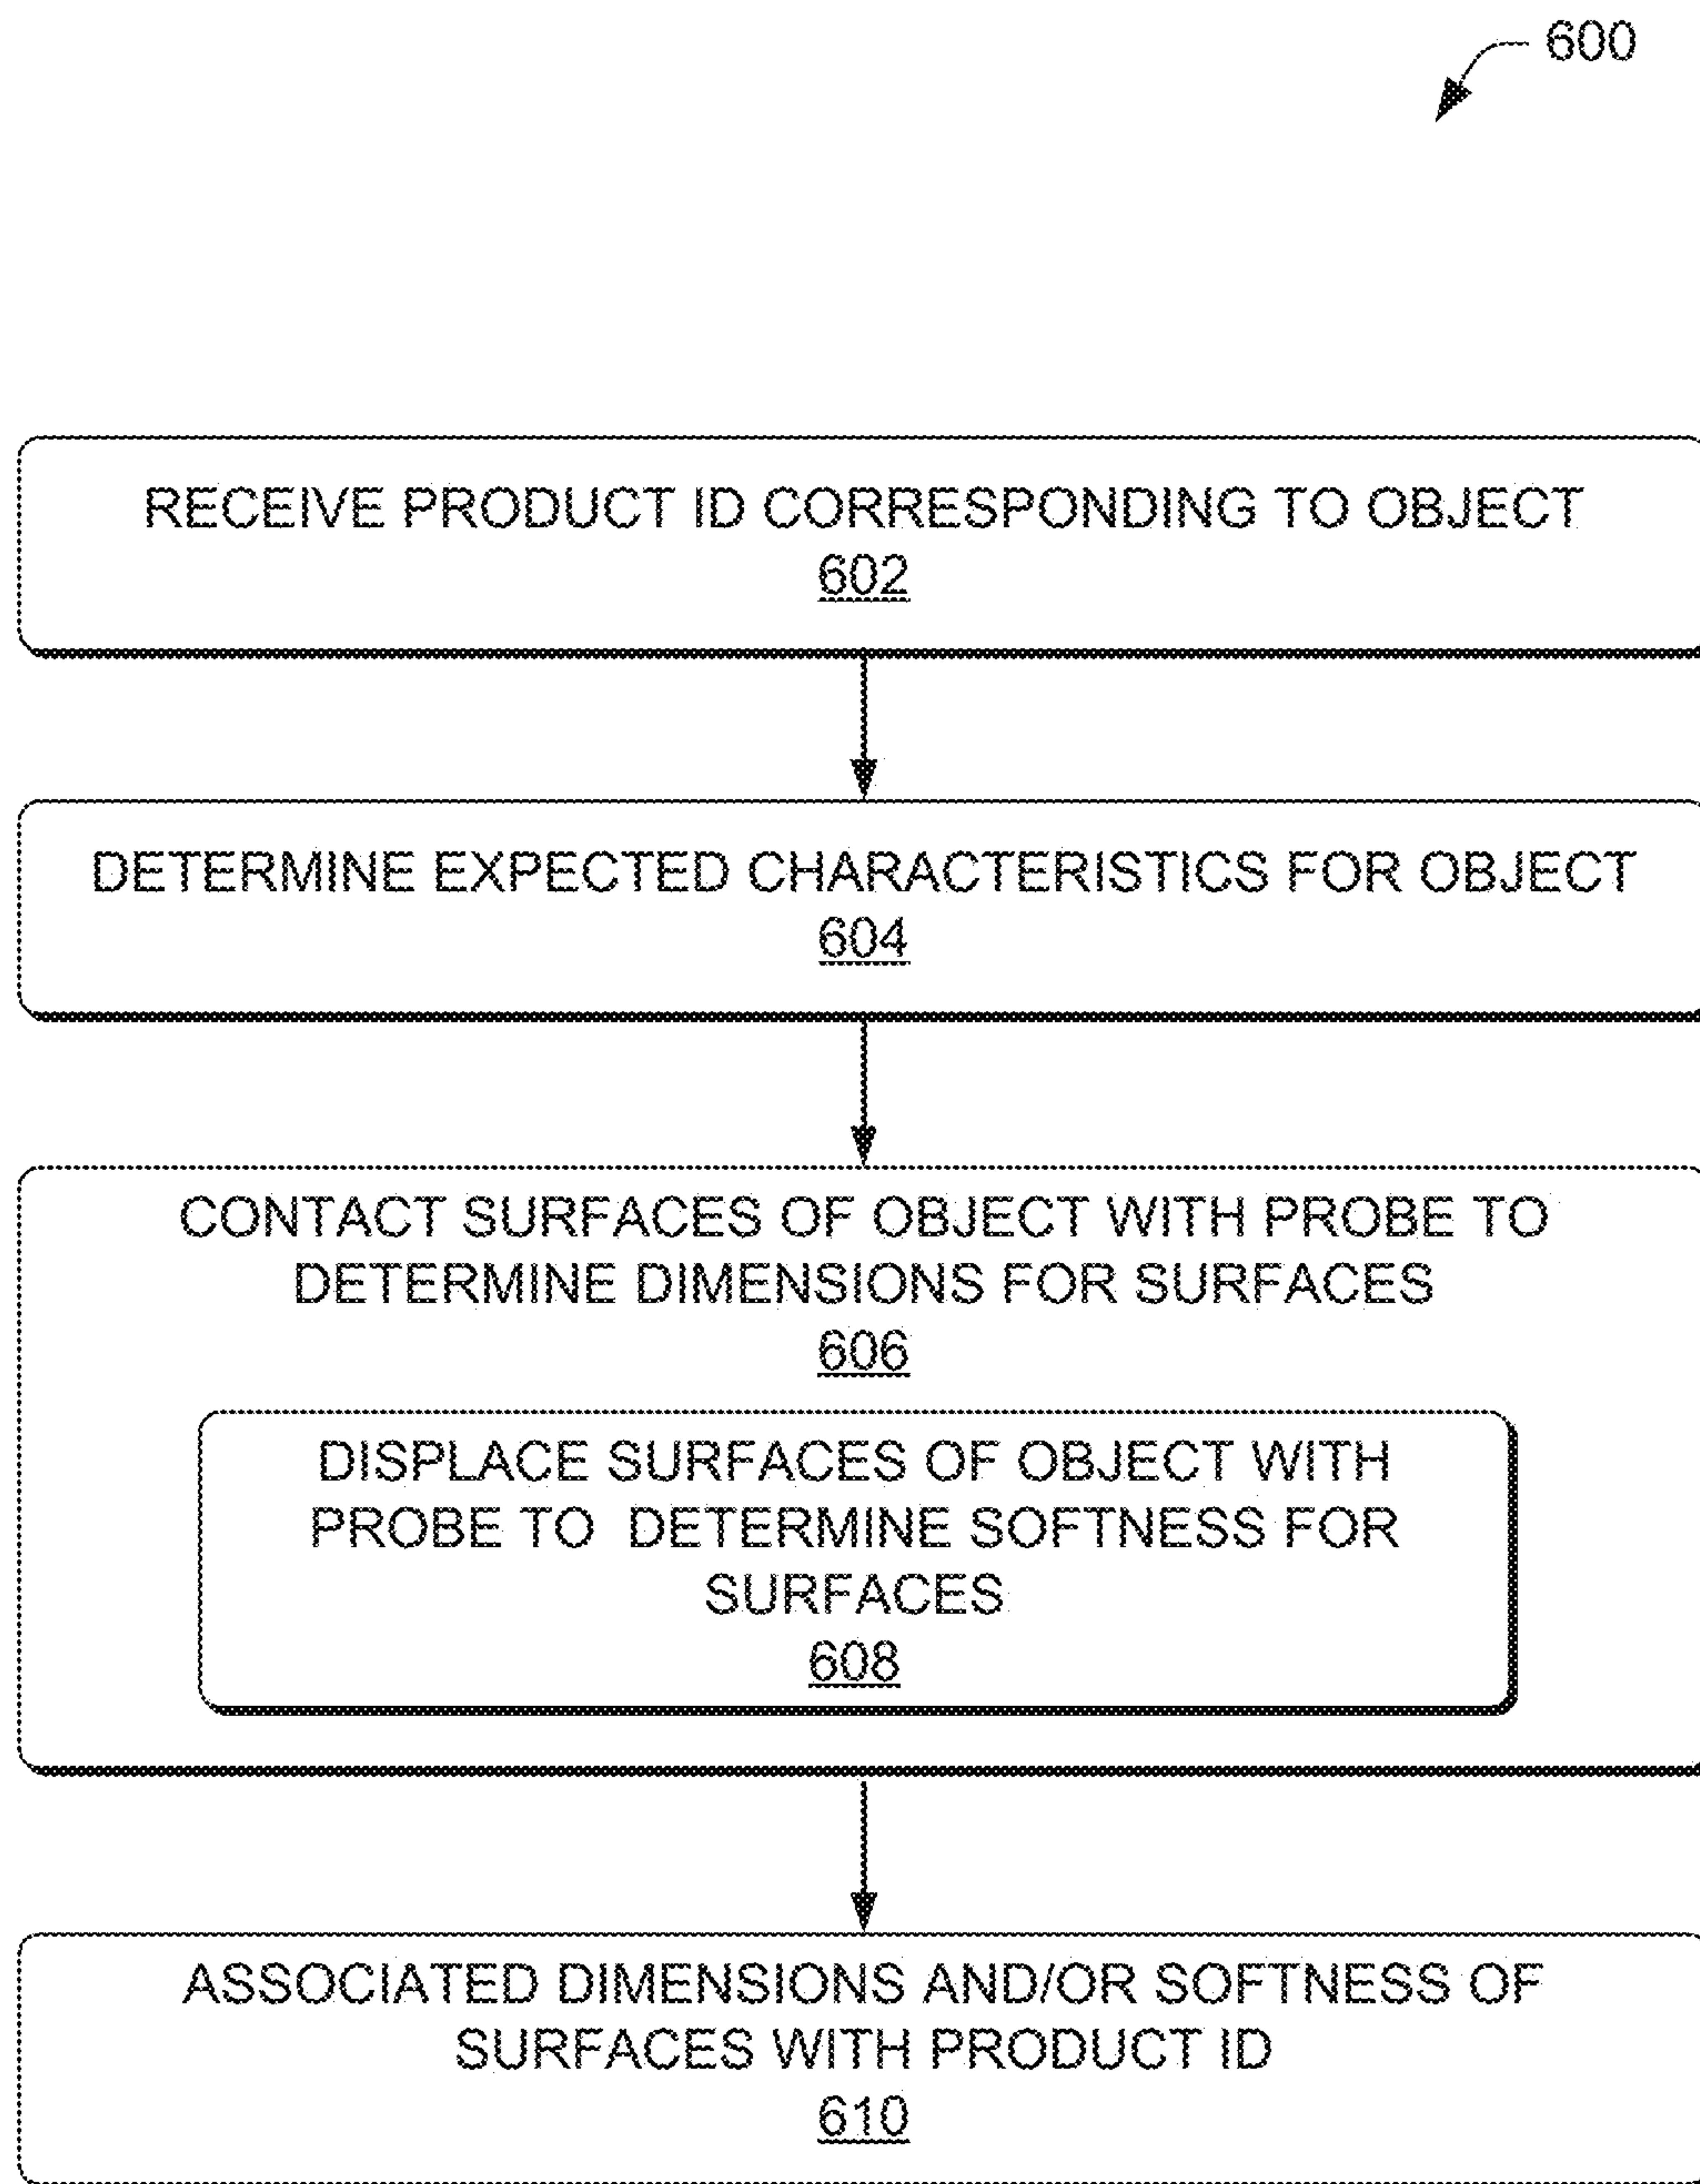 600
RECEIVE PRODUCT ID CORRESPONDING TO OBJECT
602
DETERMINE EXPECTED CHARACTERISTICS FOR OBJECT
604
CONTACT SURFACES OF OBJECT WITH PROBE TO
DETERMINE DIMENSIONS FOR SURFACES
606
DISPLACE SURFACES OF OBJECT WITH
PROBE TO DETERMINE SOFTNESS FOR
SURFACES
608
ASSOCIATED DIMENSIONS AND/OR SOFTNESS OF
SURFACES WITH PRODUCT ID
610